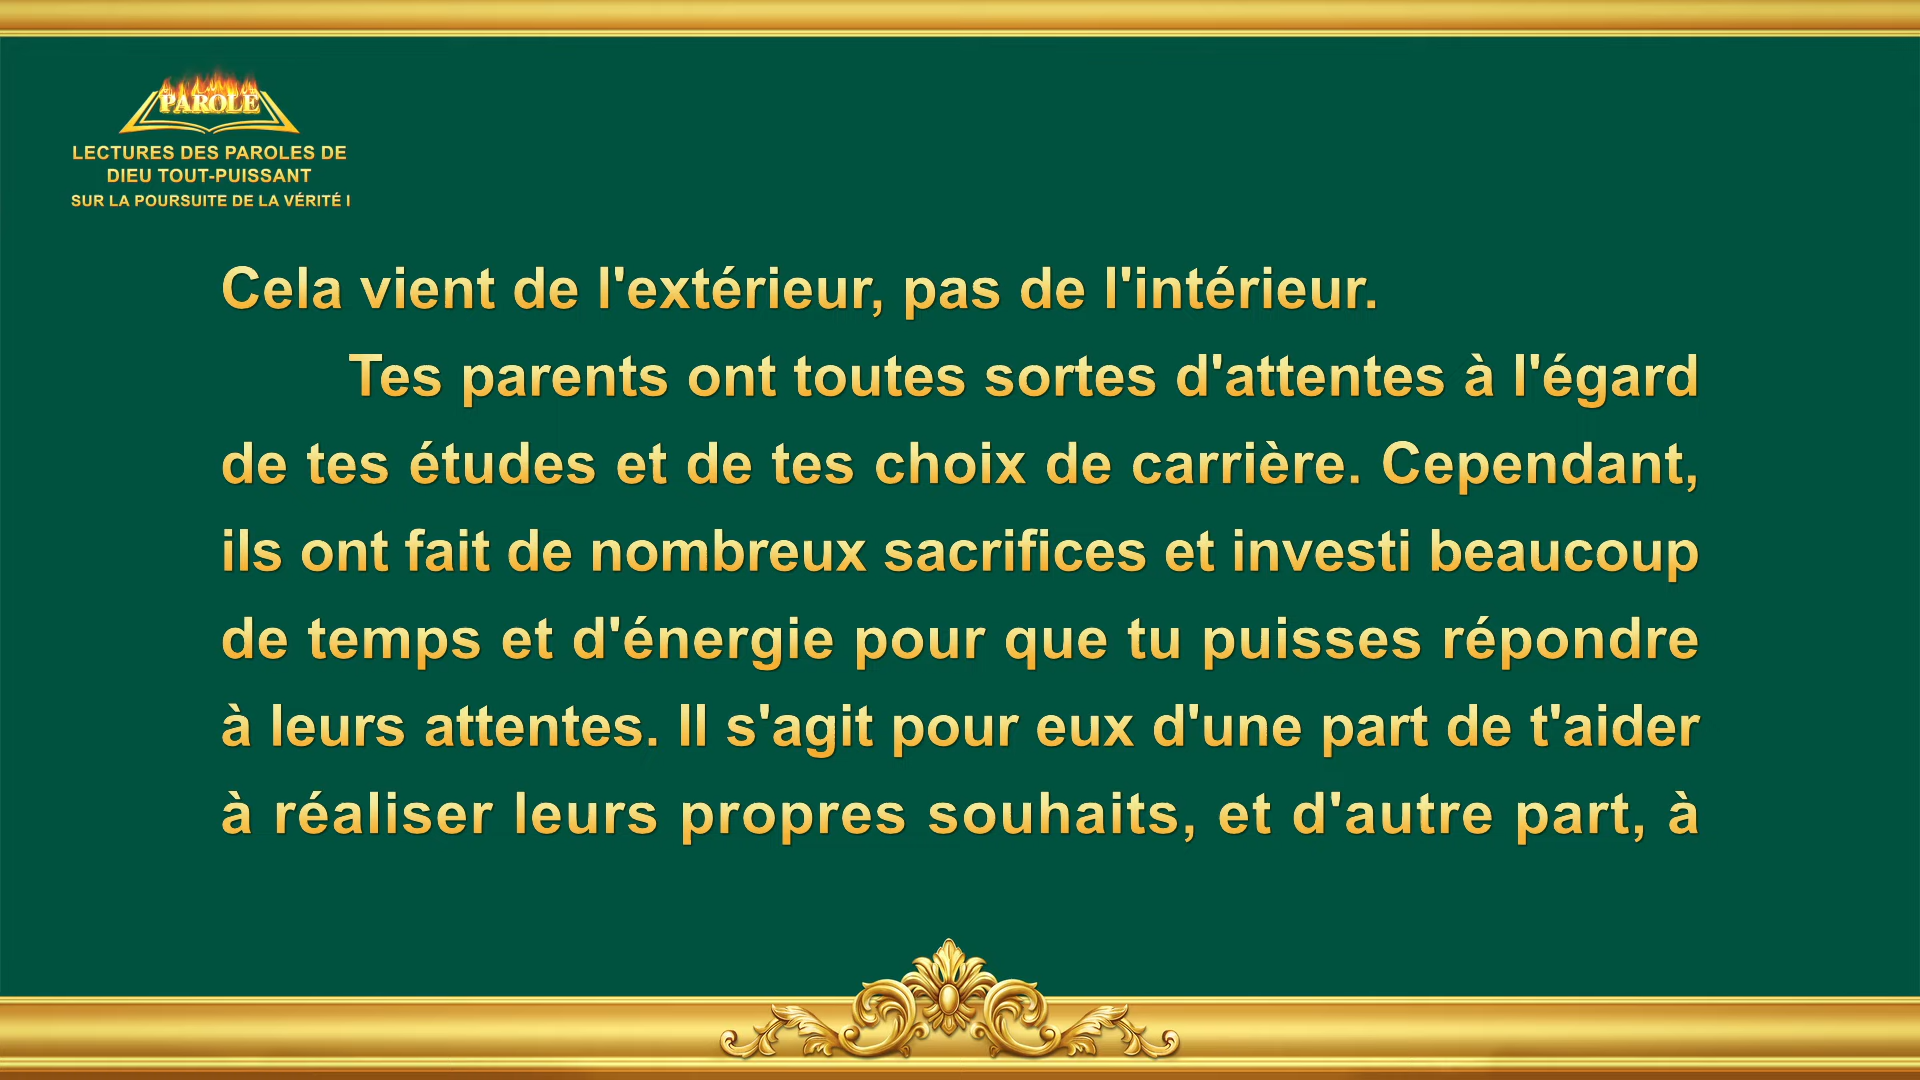 PAROLE
LECTURES DES PAROLES DE
DIEU TOUT-PUISSANT
SUR LA POURSUITE DE LA VÉRITÉ I
Cela vient de l'extérieur, pas de l'intérieur.
Tes parents ont toutes sortes d'attentes à l'égard
de tes études et de tes choix de carrière. Cependant,
ils ont fait de nombreux sacrifices et investi beaucoup
de temps et d'énergie pour que tu puisses répondre
à leurs attentes. Il s'agit pour eux d'une part de t'aider
à réaliser leurs propres souhaits, et d'autre part, à